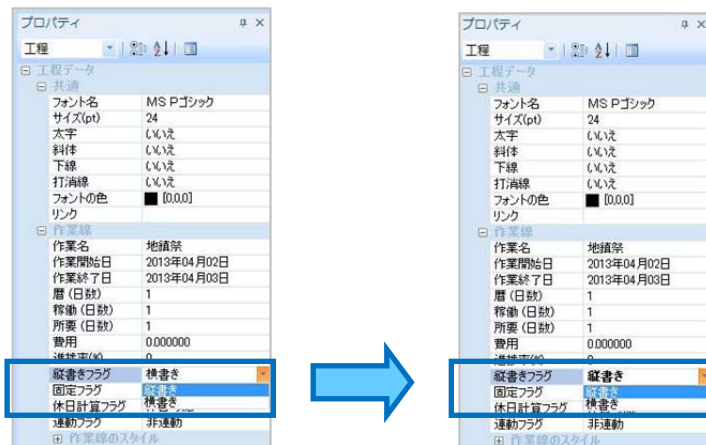 プロパティ
工程
工程データ
共通
フォント名 MS Pゴシック
サイズ(pt) 24
太字 いいえ
斜体 いいえ
下線 いいえ
打消線 いいえ
フォントの色 [0,0,0]
リンク
作業線
作業名 地鎮祭
作業開始日 2013年04月02日
作業終了日 2013年04月03日
暦(日数) 1
稼働(日数) 1
所要(日数) 1
費用 0.000000
進捗率(%) 0
縦書きフラグ 横書き
固定フラグ 縦書き
休日計算フラグ 横書き
連動フラグ 非連動
作業線のスタイル
プロパティ
工程
工程データ
共通
フォント名 MS Pゴシック
サイズ(pt) 24
太字 いいえ
斜体 いいえ
下線 いいえ
打消線 いいえ
フォントの色 [0,0,0]
リンク
作業線
作業名 地鎮祭
作業開始日 2013年04月02日
作業終了日 2013年04月03日
暦(日数) 1
稼働(日数) 1
所要(日数) 1
費用 0.000000
進捗率(%) 0
縦書きフラグ 縦書き
固定フラグ 縦書き
休日計算フラグ 横書き
連動フラグ 非連動
作業線のスタイル